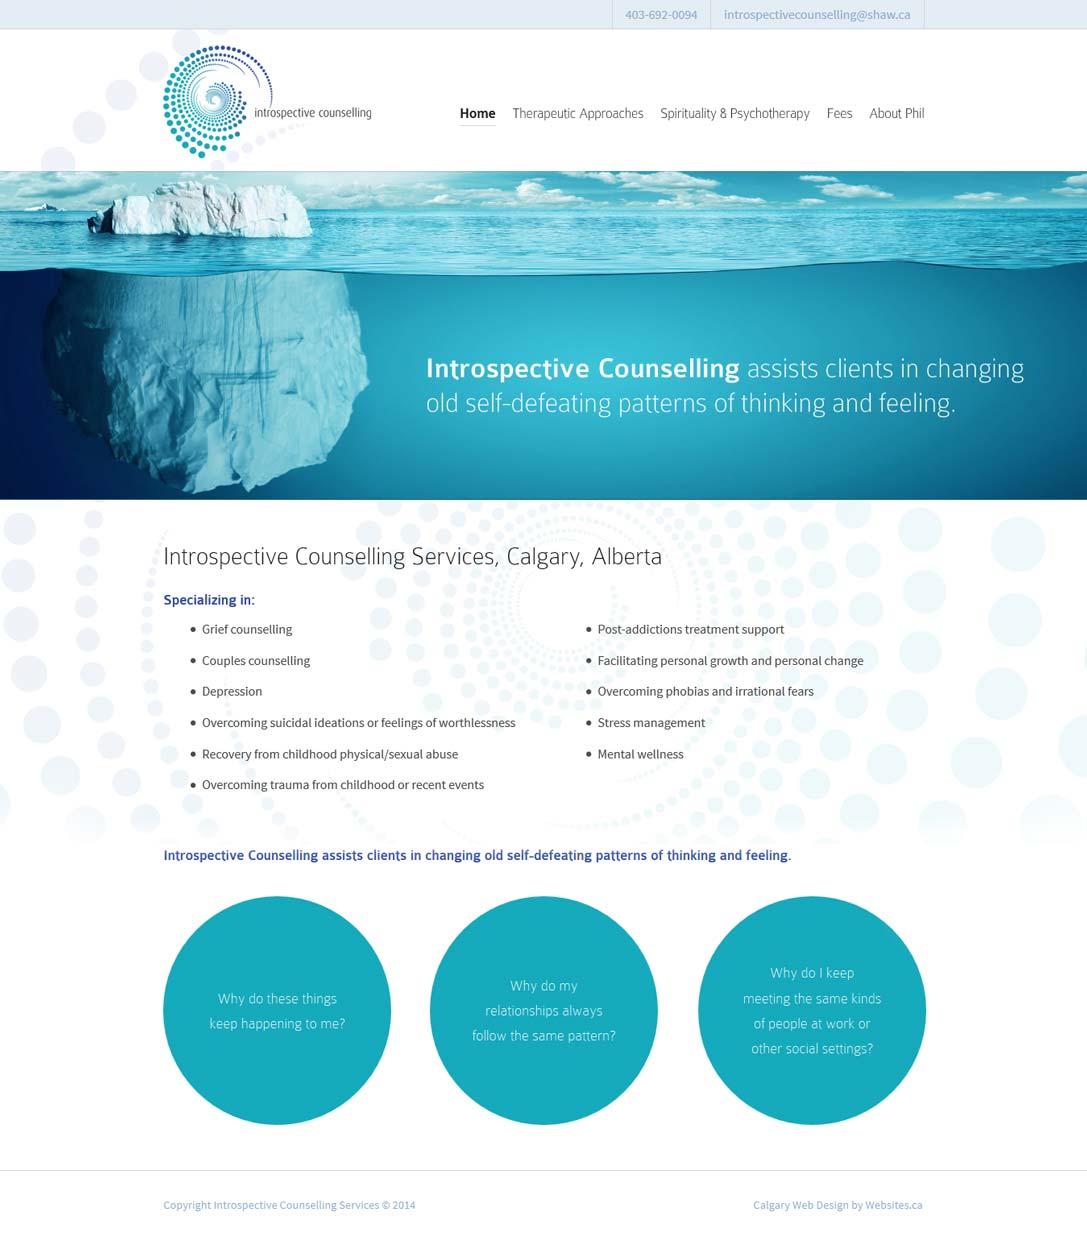 403-692-0094
introspectivecounselling@shaw.ca
introspective counselling
Home Therapeutic Approaches Spirituality & Psychotherapy Fees About Phil
Introspective Counselling assists clients in changing
old self-defeating patterns of thinking and feeling.
Introspective Counselling Services, Calgary, Alberta
Specializing in:
Grief counselling
Couples counselling
Depression
Overcoming suicidal ideations or feelings of worthlessness
Recovery from childhood physical/sexual abuse
Overcoming trauma from childhood or recent events
Post-addictions treatment support
Facilitating personal growth and personal change
Overcoming phobias and irrational fears
Stress management
Mental wellness
Introspective Counselling assists clients in changing old self-defeating patterns of thinking and feeling.
Why do these things
keep happening to me?
Why do my
relationships always
follow the same pattern?
Why do I keep
meeting the same kinds
of people at work or
other social settings?
Copyright Introspective Counselling Services © 2014
Calgary Web Design by Websites.ca